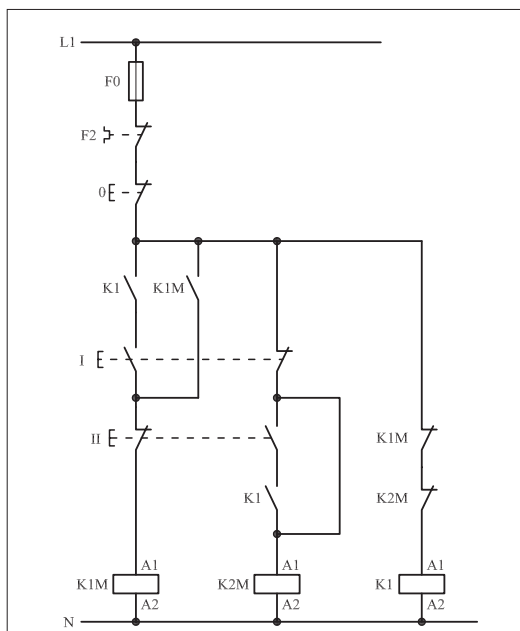 L1
F0
F2
0
K1 K1M
I
II K1M
K1 K2M
A1 A1 A1
K1M K2M K1
A2 A2 A2
N